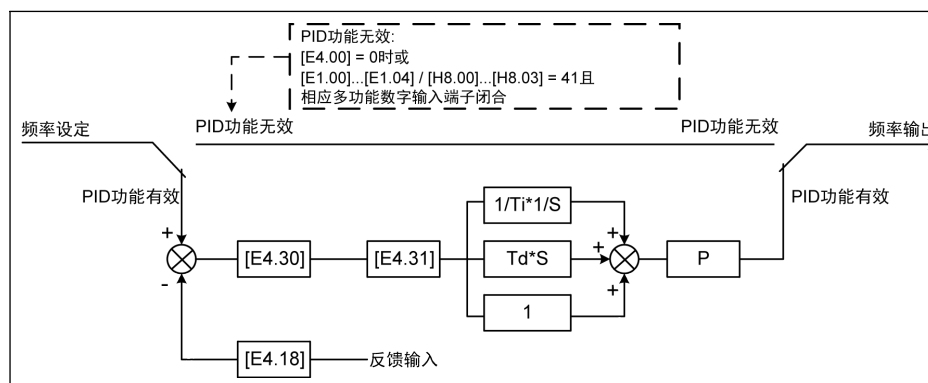 PID功能无效:
[E4.00] = 0时或
[E1.00]...[E1.04] / [H8.00]...[H8.03] = 41且
相应多功能数字输入端子闭合
频率设定
PID功能无效
PID功能无效
频率输出
PID功能有效
PID功能有效
1/Ti*1/S
+
+
[E4.30]
[E4.31]
Td*S
+
P
-
+
1
[E4.18]
反馈输入